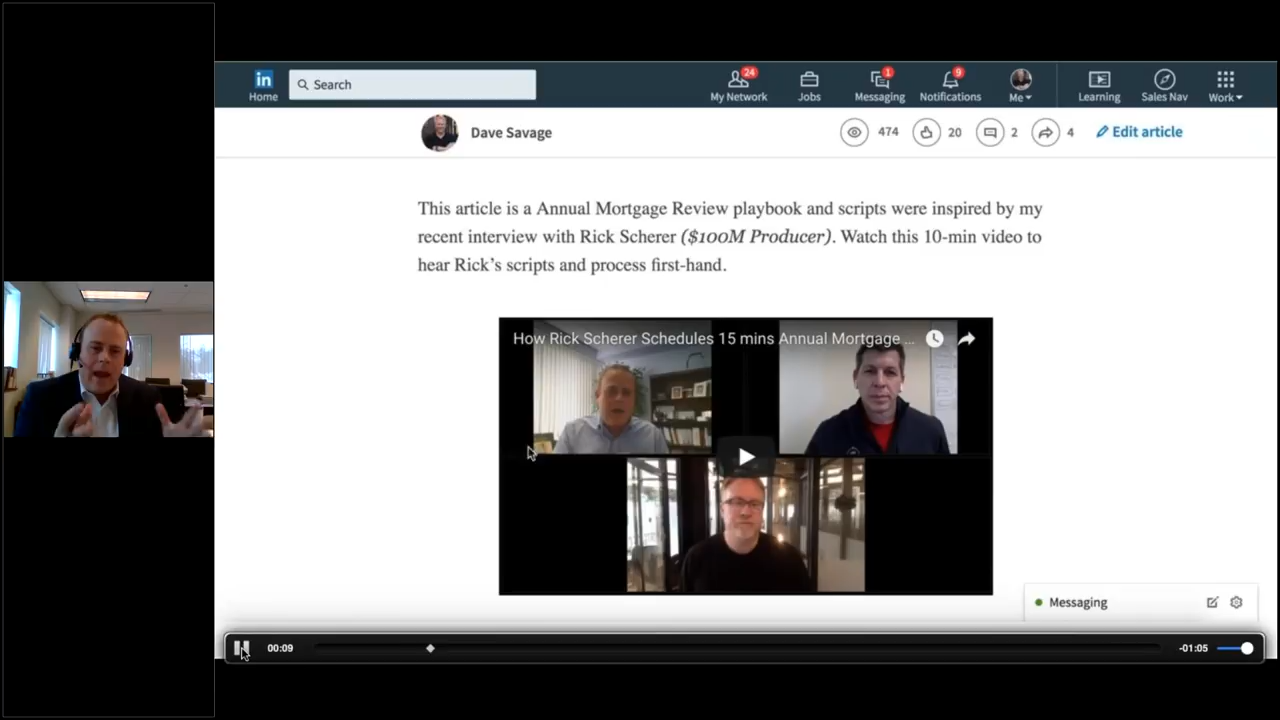 in
Search
24
1
9
Home
My Network
Jobs
Messaging
Notifications
Me
Learning
Sales Nav
Work
Dave Savage
474
20
2
4
Edit article
This article is a Annual Mortgage Review playbook and scripts were inspired by my
recent interview with Rick Scherer ($100M Producer). Watch this 10-min video to
hear Rick's scripts and process first-hand.
How Rick Scherer Schedules 15 mins Annual Mortgage ...
Messaging
00:09
-01:05